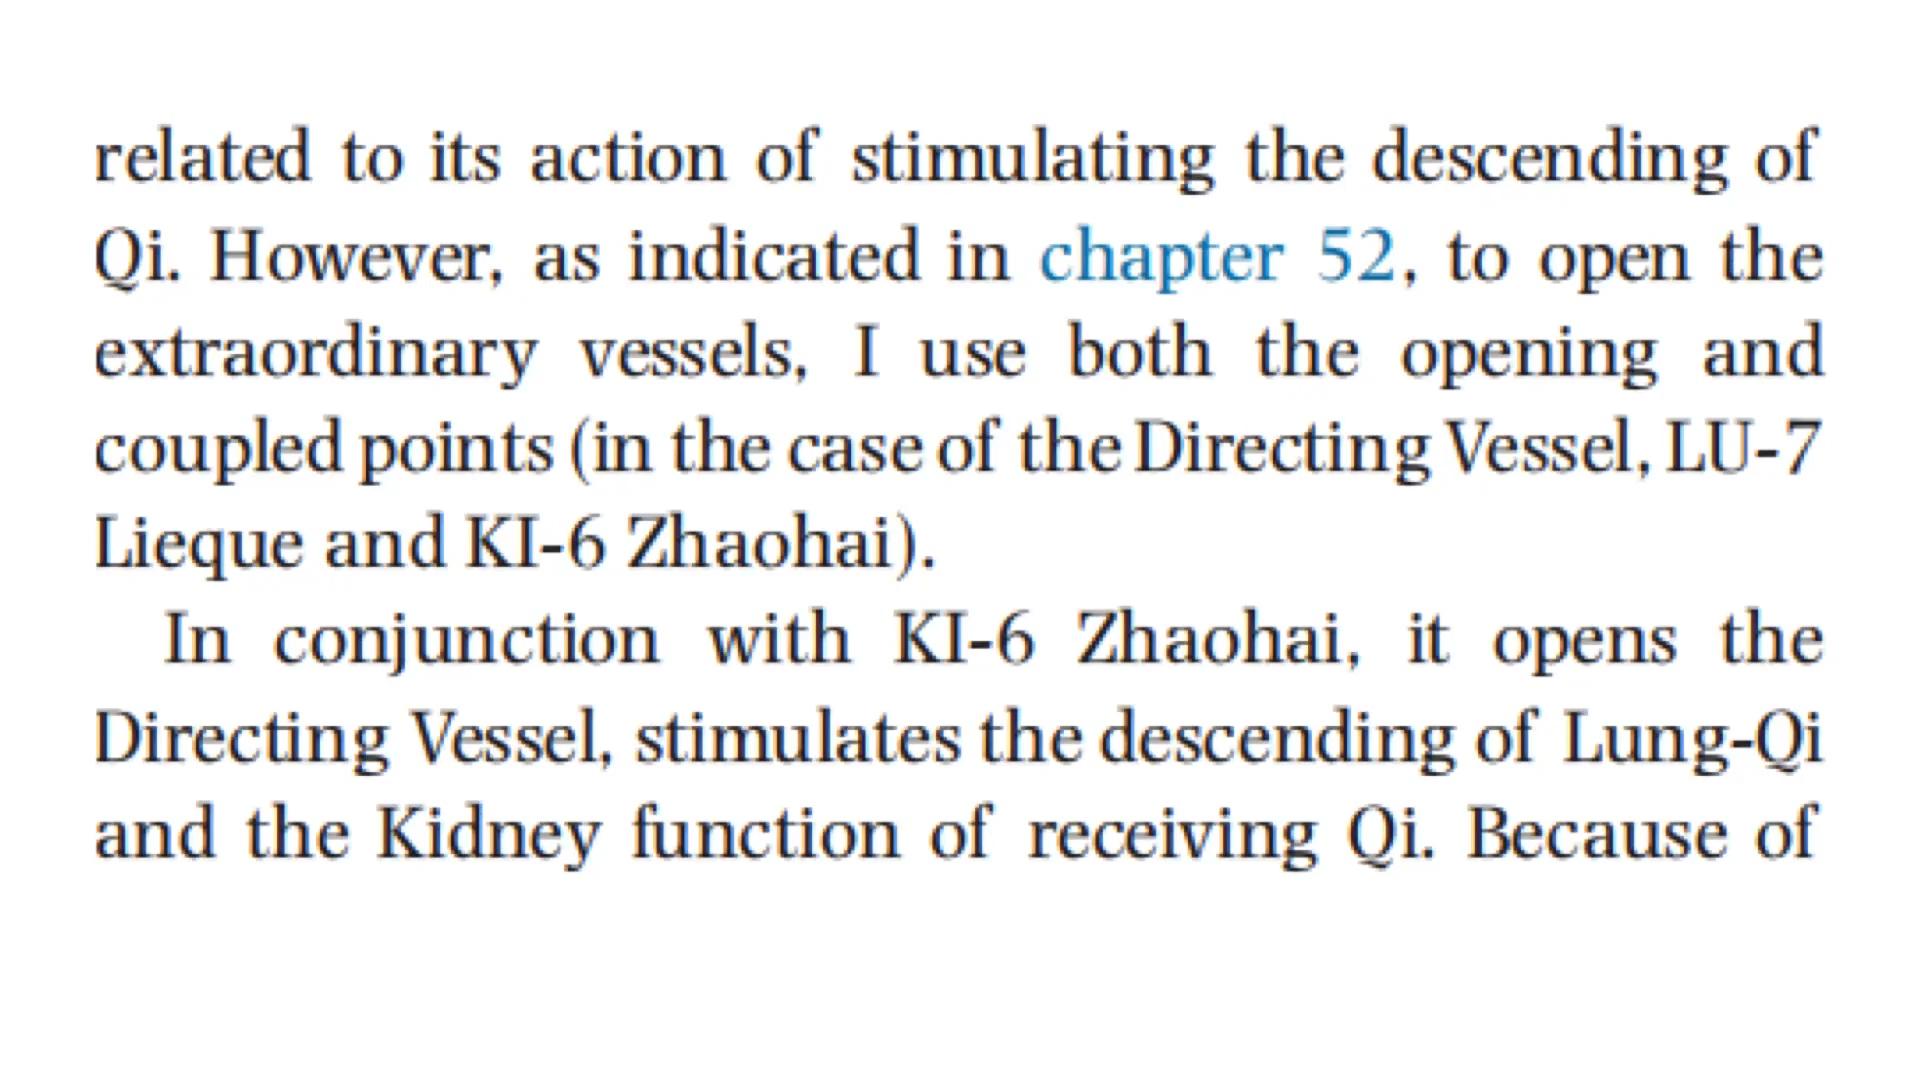 related to its action of stimulating the descending of
Qi. However, as indicated in chapter 52, to open the
extraordinary vessels, I use both the opening and
coupled points (in the case of the Directing Vessel, LU-7
Lieque and KI-6 Zhaohai).
In conjunction with KI-6 Zhaohai, it opens the
Directing Vessel, stimulates the descending of Lung-Qi
and the Kidney function of receiving Qi. Because of